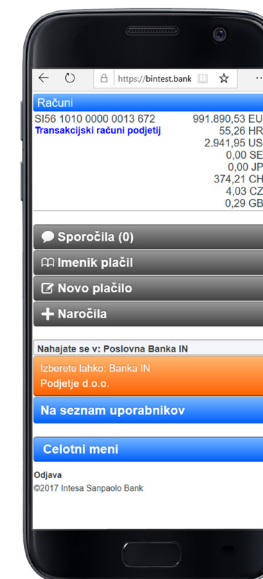 https://bintest.bank
Računi
SI56 1010 0000 0013 672 991.890,53 EU
Transakcijski računi podjetij 55,26 HR
2.941,95 US
0,00 SE
0,00 JP
374,21 CH
4,03 CZ
0,29 GB
Sporočila (0)
Imenik plačil
Novo plačilo
Naročila
Nahajate se v: Poslovna Banka IN
Izberete lahko: Banka IN
Podjetje d.o.o.
Na seznam uporabnikov
Celotni meni
Odjava
©2017 Intesa Sanpaolo Bank